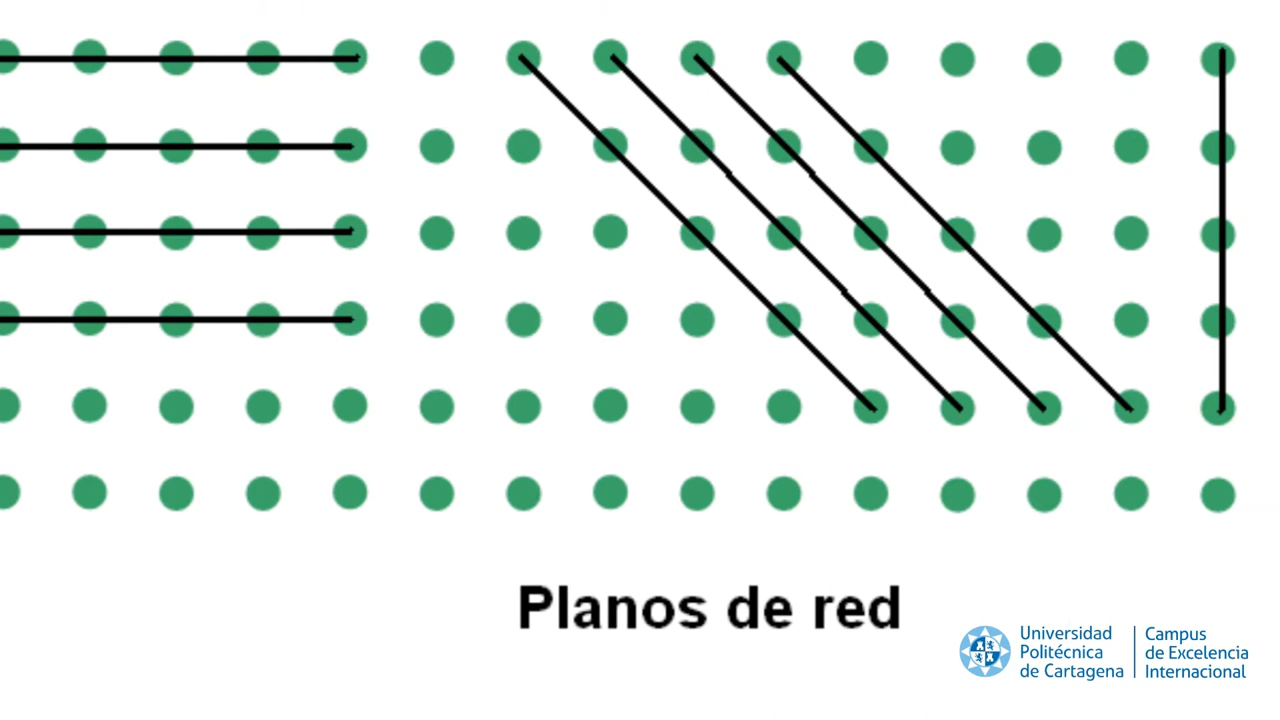 Planos de red
Universidad
Politécnica
de Cartagena
Campus
de Excelencia
Internacional